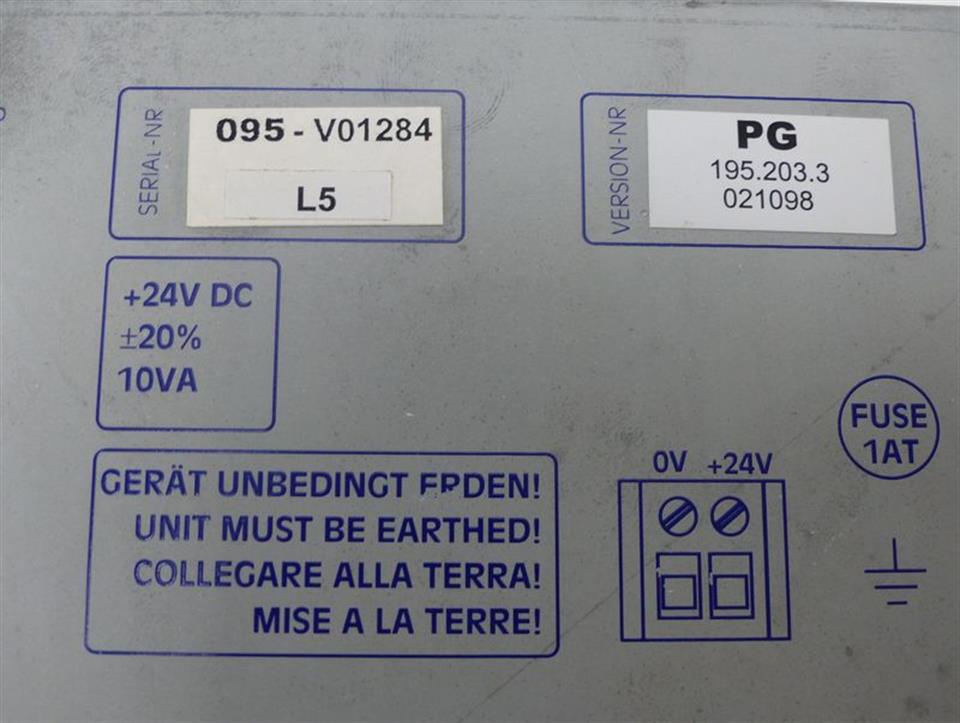 SERIAL-NR
095 - V01284
L5
VERSION-NR
PG
195.203.3
021098
+24V DC
±20%
10VA
FUSE
1AT
0V +24V
GERÄT UNBEDINGT ERDEN!
UNIT MUST BE EARTHED!
COLLEGARE ALLA TERRA!
MISE A LA TERRE!